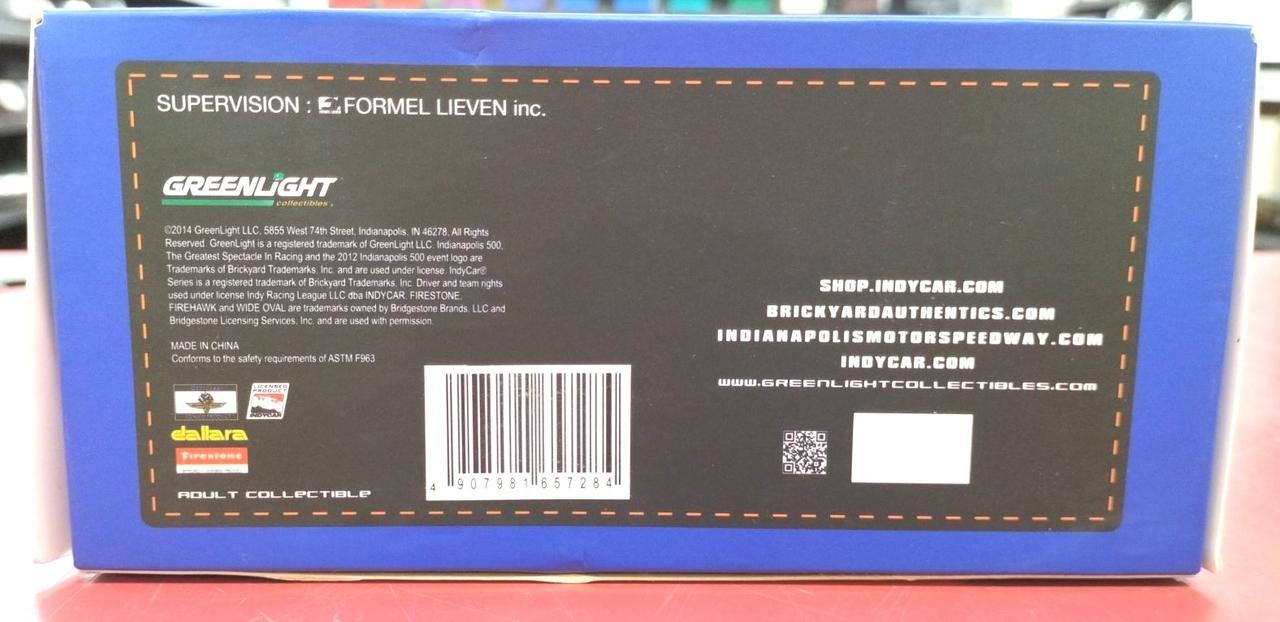 SUPERVISION : FORMEL LIEVEN inc.
GREENLIGHT
collectibles
©2014 GreenLight LLC. 5855 West 74th Street, Indianapolis, IN 46278. All Rights
Reserved. GreenLight is a registered trademark of GreenLight LLC. Indianapolis 500,
The Greatest Spectacle In Racing and the 2012 Indianapolis 500 event logo are
Trademarks of Brickyard Trademarks, Inc. and are used under license. IndyCar®
Series is a registered trademark of Brickyard Trademarks, Inc. Driver and team rights
used under license Indy Racing League LLC dba INDYCAR. FIRESTONE,
FIREHAWK and WIDE OVAL are trademarks owned by Bridgestone Brands, LLC and
Bridgestone Licensing Services, Inc. and are used with permission.
MADE IN CHINA
Conforms to the safety requirements of ASTM F963
LICENSED
PRODUCT
INDYCAR
dallara
Firestone
ADULT COLLECTIBLE
4 907981 657284
SHOP.INDYCAR.COM
BRICKYARDAUTHENTICS.COM
INDIANAPOLISMOTORSPEEDWAY.COM
INDYCAR.COM
WWW.GREENLIGHTCOLLECTIBLES.COM